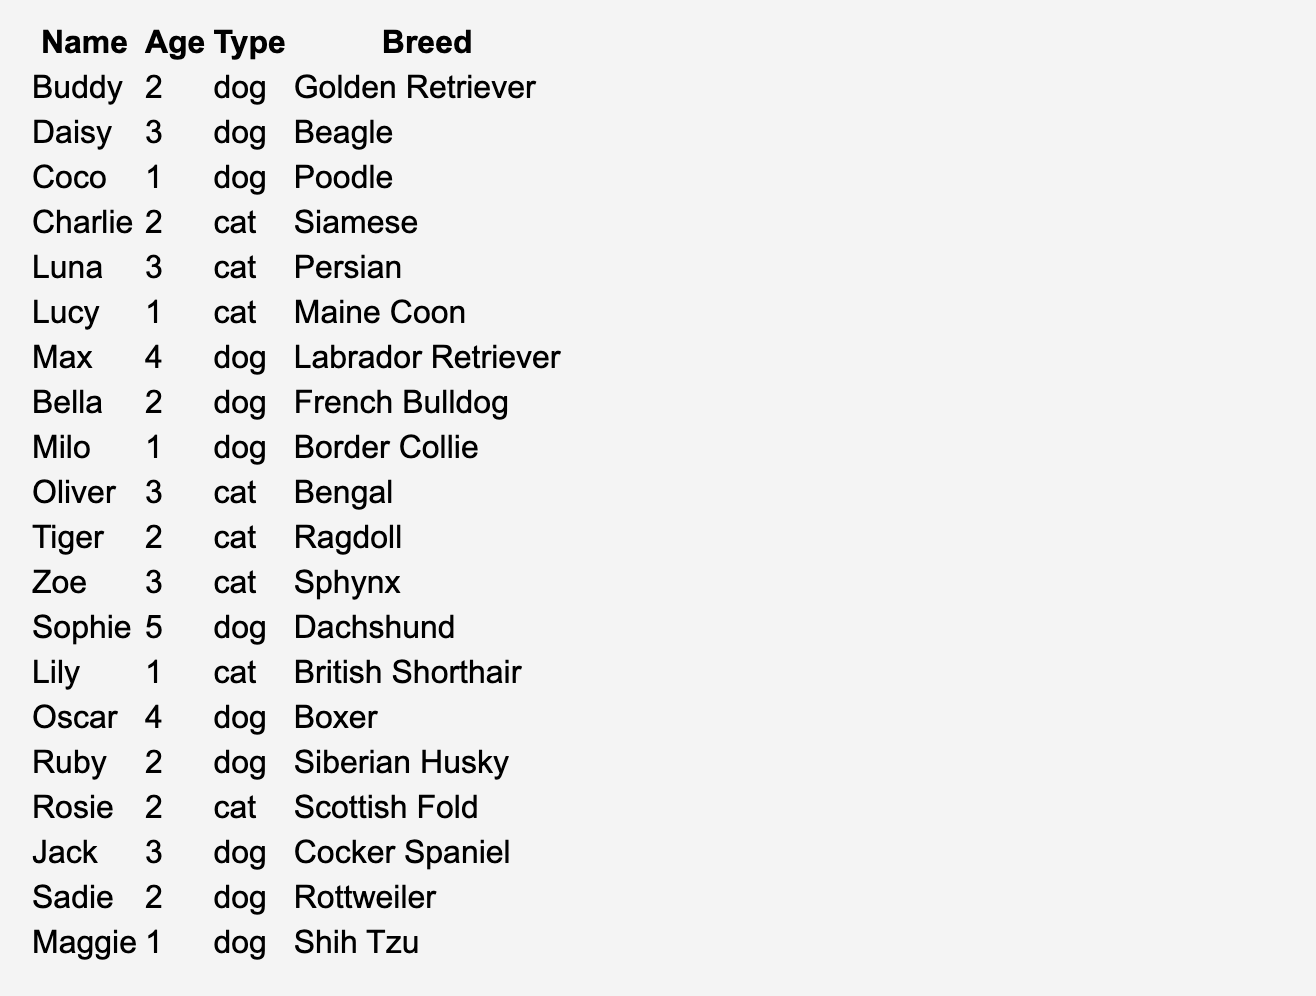 Name Age Type Breed
Buddy 2 dog Golden Retriever
Daisy 3 dog Beagle
Coco 1 dog Poodle
Charlie 2 cat Siamese
Luna 3 cat Persian
Lucy 1 cat Maine Coon
Max 4 dog Labrador Retriever
Bella 2 dog French Bulldog
Milo 1 dog Border Collie
Oliver 3 cat Bengal
Tiger 2 cat Ragdoll
Zoe 3 cat Sphynx
Sophie 5 dog Dachshund
Lily 1 cat British Shorthair
Oscar 4 dog Boxer
Ruby 2 dog Siberian Husky
Rosie 2 cat Scottish Fold
Jack 3 dog Cocker Spaniel
Sadie 2 dog Rottweiler
Maggie 1 dog Shih Tzu